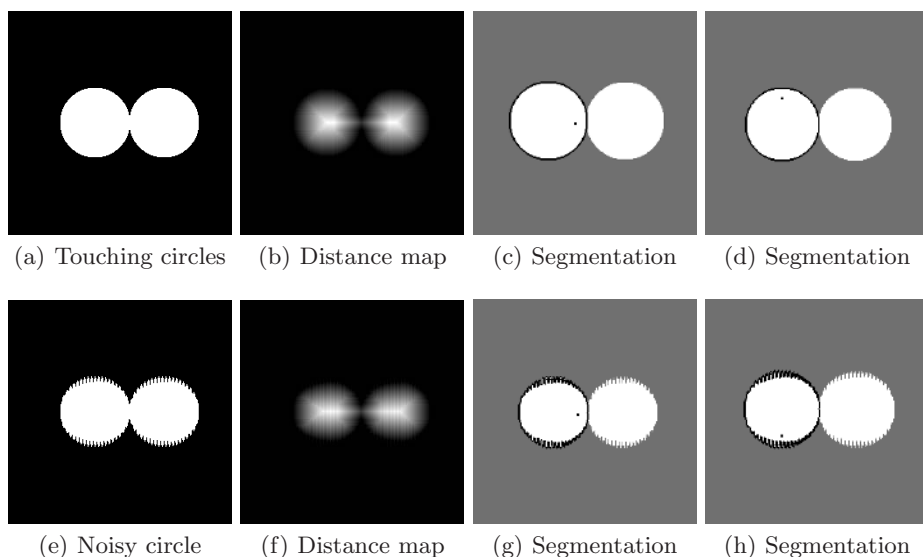 (a) Touching circles (b) Distance map (c) Segmentation (d) Segmentation
(e) Noisy circle (f) Distance map (g) Segmentation (h) Segmentation